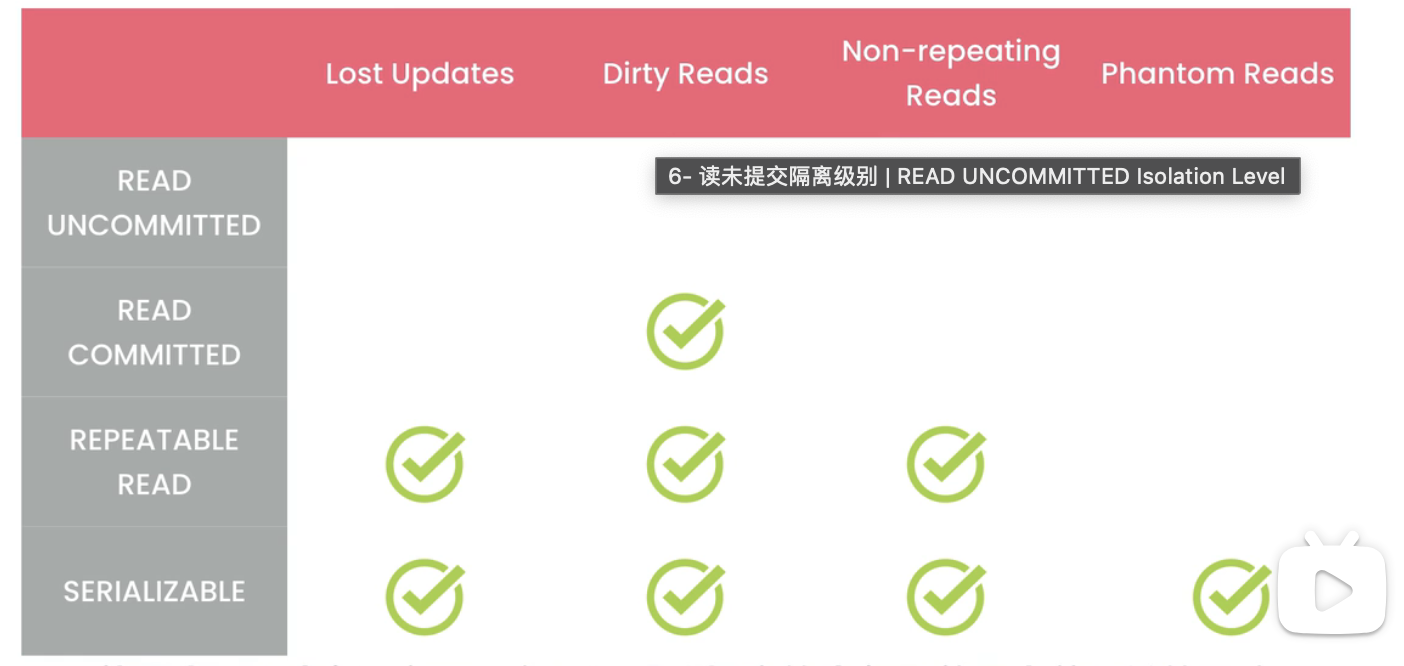 Lost Updates
Dirty Reads
Non-repeating
Reads
Phantom Reads
READ
UNCOMMITTED
6- 读未提交隔离级别 | READ UNCOMMITTED Isolation Level
READ
COMMITTED
REPEATABLE
READ
SERIALIZABLE